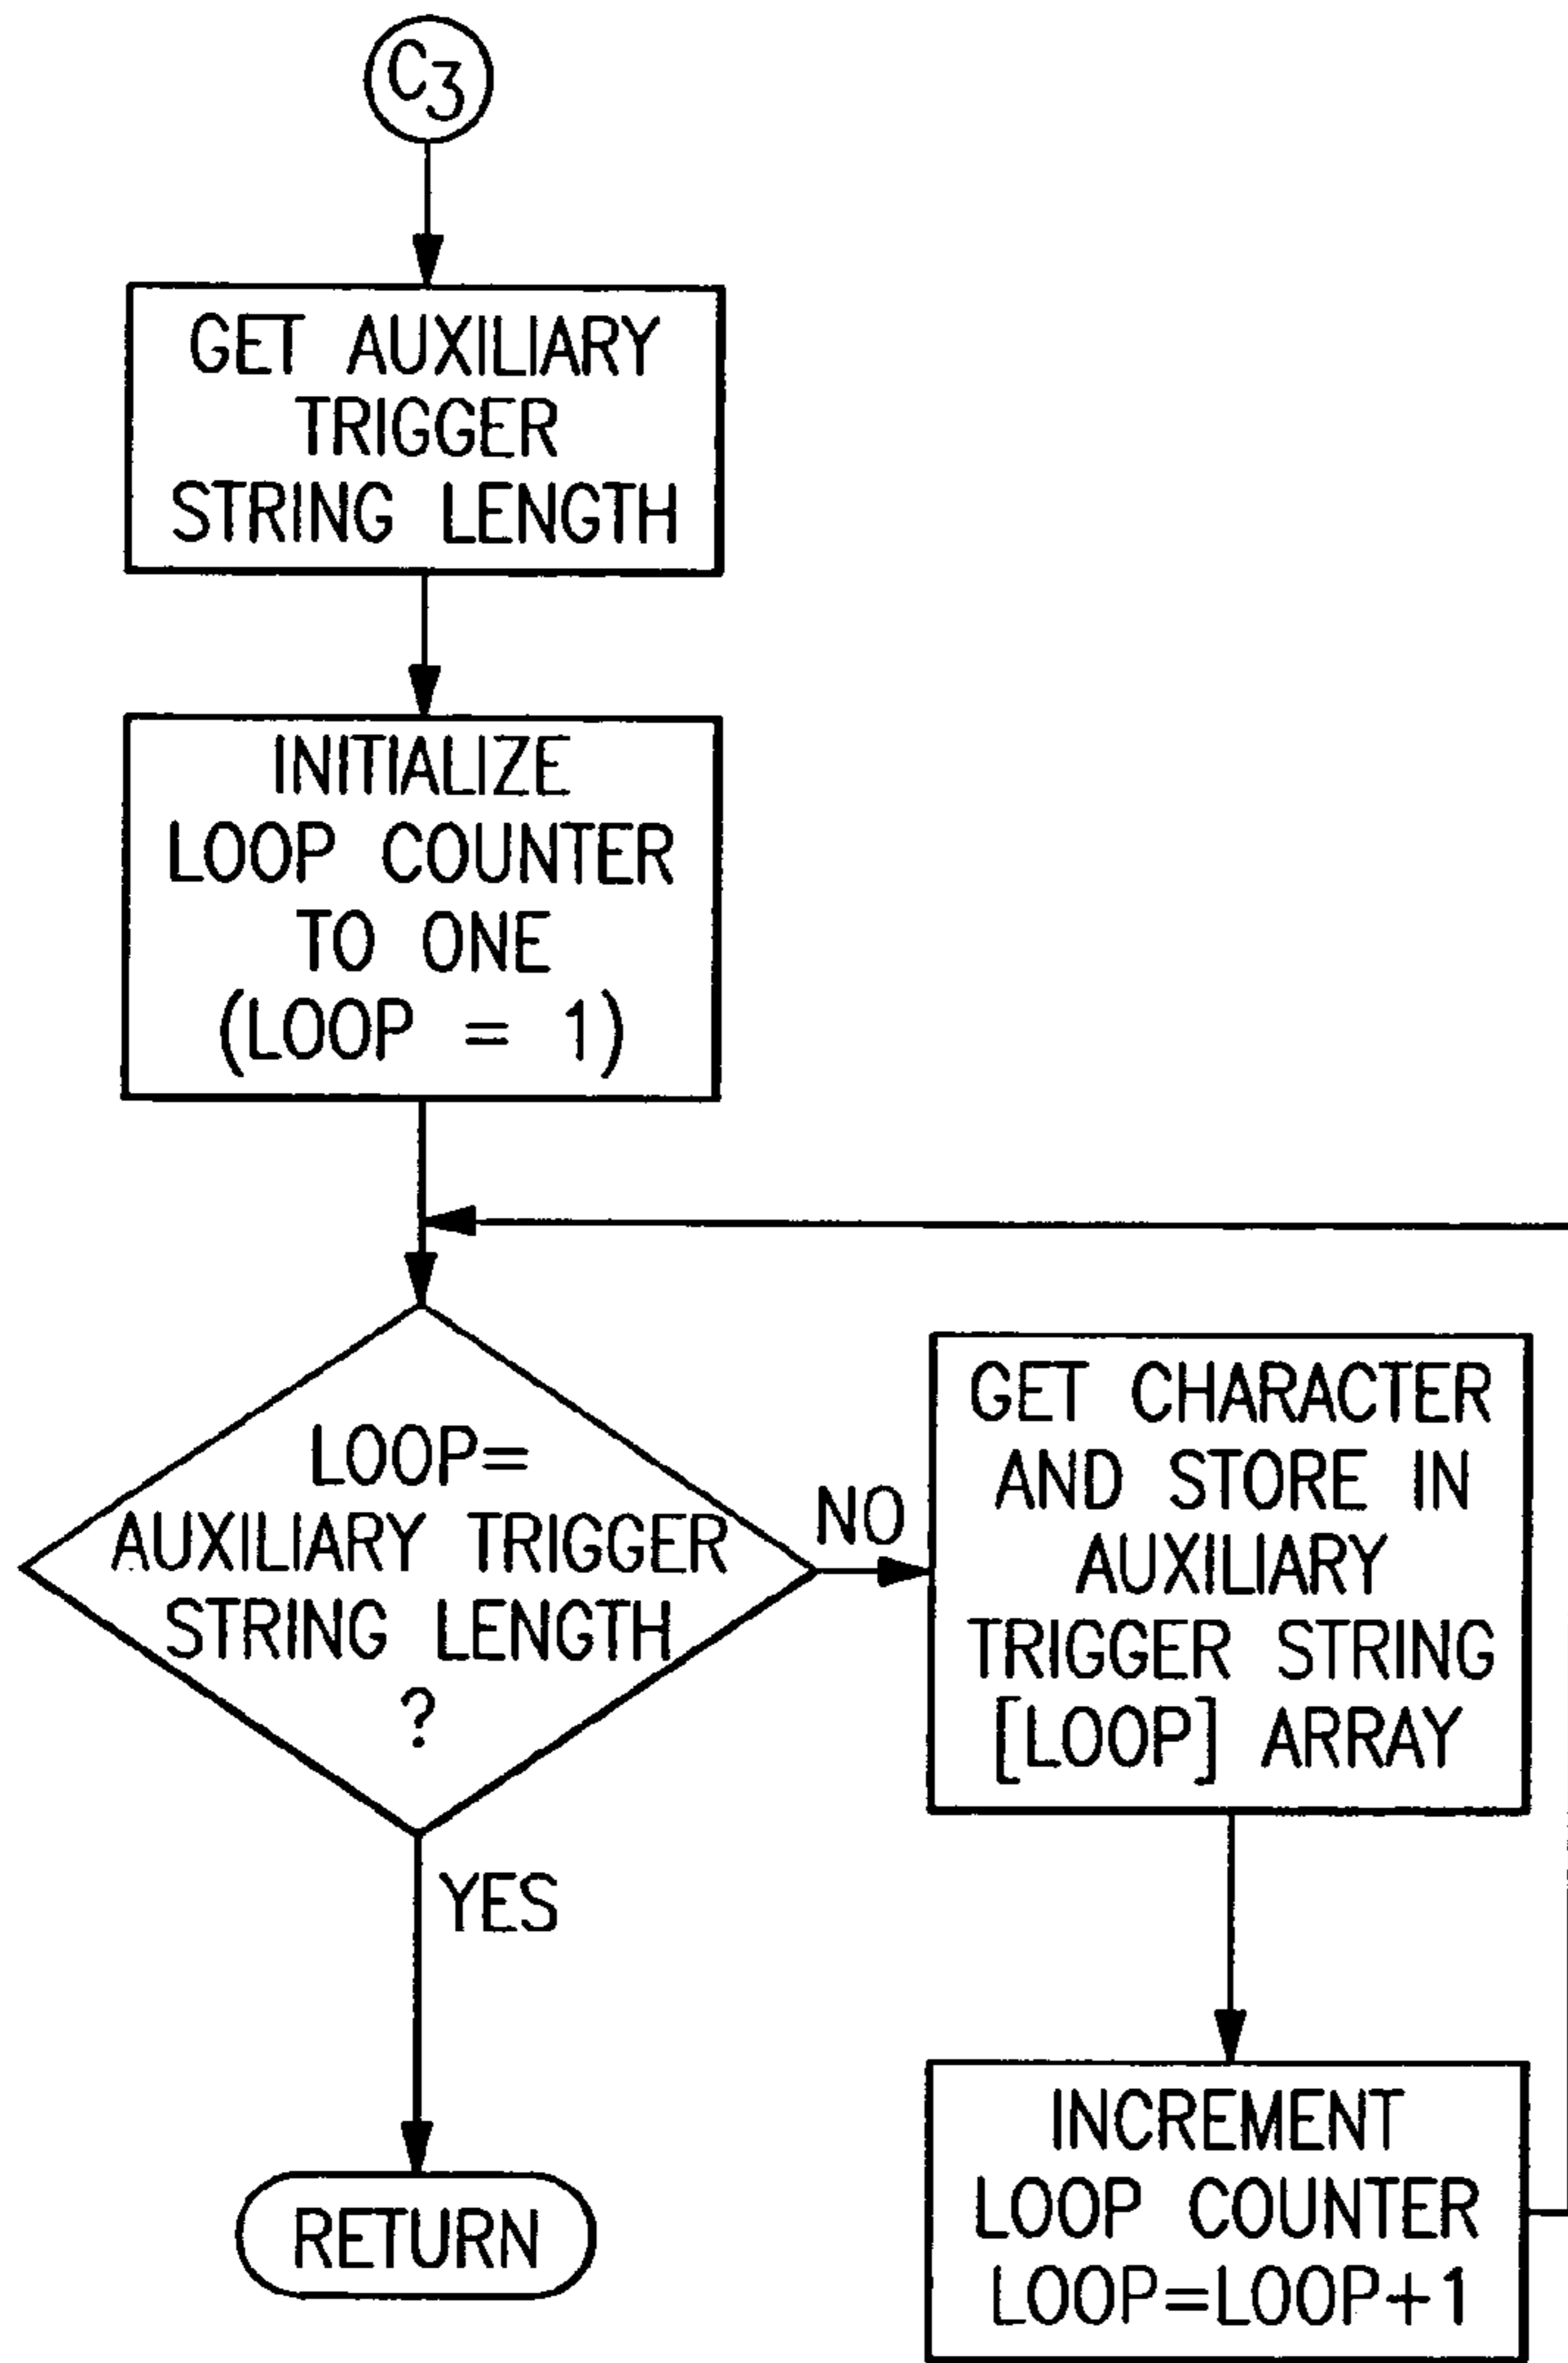 C3
GET AUXILIARY
TRIGGER
STRING LENGTH
INITIALIZE
LOOP COUNTER
TO ONE
(LOOP = 1)
LOOP=
AUXILIARY TRIGGER
STRING LENGTH
?
NO
YES
GET CHARACTER
AND STORE IN
AUXILIARY
TRIGGER STRING
[LOOP] ARRAY
INCREMENT
LOOP COUNTER
LOOP=LOOP+1
RETURN